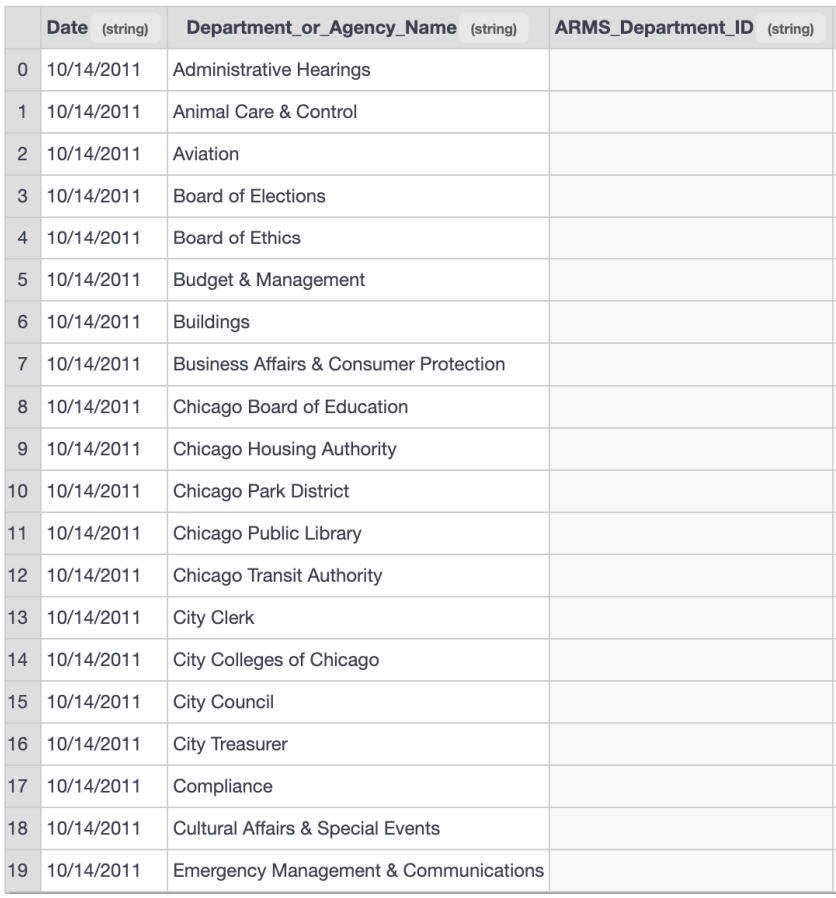 Date (string) Department_or_Agency_Name (string) ARMS_Department_ID (string)
0 10/14/2011 Administrative Hearings
1 10/14/2011 Animal Care & Control
2 10/14/2011 Aviation
3 10/14/2011 Board of Elections
4 10/14/2011 Board of Ethics
5 10/14/2011 Budget & Management
6 10/14/2011 Buildings
7 10/14/2011 Business Affairs & Consumer Protection
8 10/14/2011 Chicago Board of Education
9 10/14/2011 Chicago Housing Authority
10 10/14/2011 Chicago Park District
11 10/14/2011 Chicago Public Library
12 10/14/2011 Chicago Transit Authority
13 10/14/2011 City Clerk
14 10/14/2011 City Colleges of Chicago
15 10/14/2011 City Council
16 10/14/2011 City Treasurer
17 10/14/2011 Compliance
18 10/14/2011 Cultural Affairs & Special Events
19 10/14/2011 Emergency Management & Communications